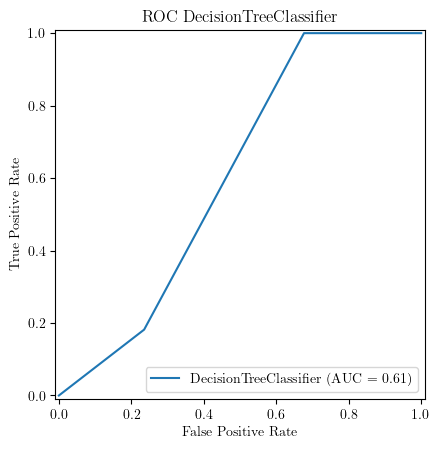 ROC DecisionTreeClassifier
1.0
0.8
0.6
0.4
0.2
0.0
True Positive Rate
DecisionTreeClassifier (AUC = 0.61)
0.0 0.2 0.4 0.6 0.8 1.0
False Positive Rate